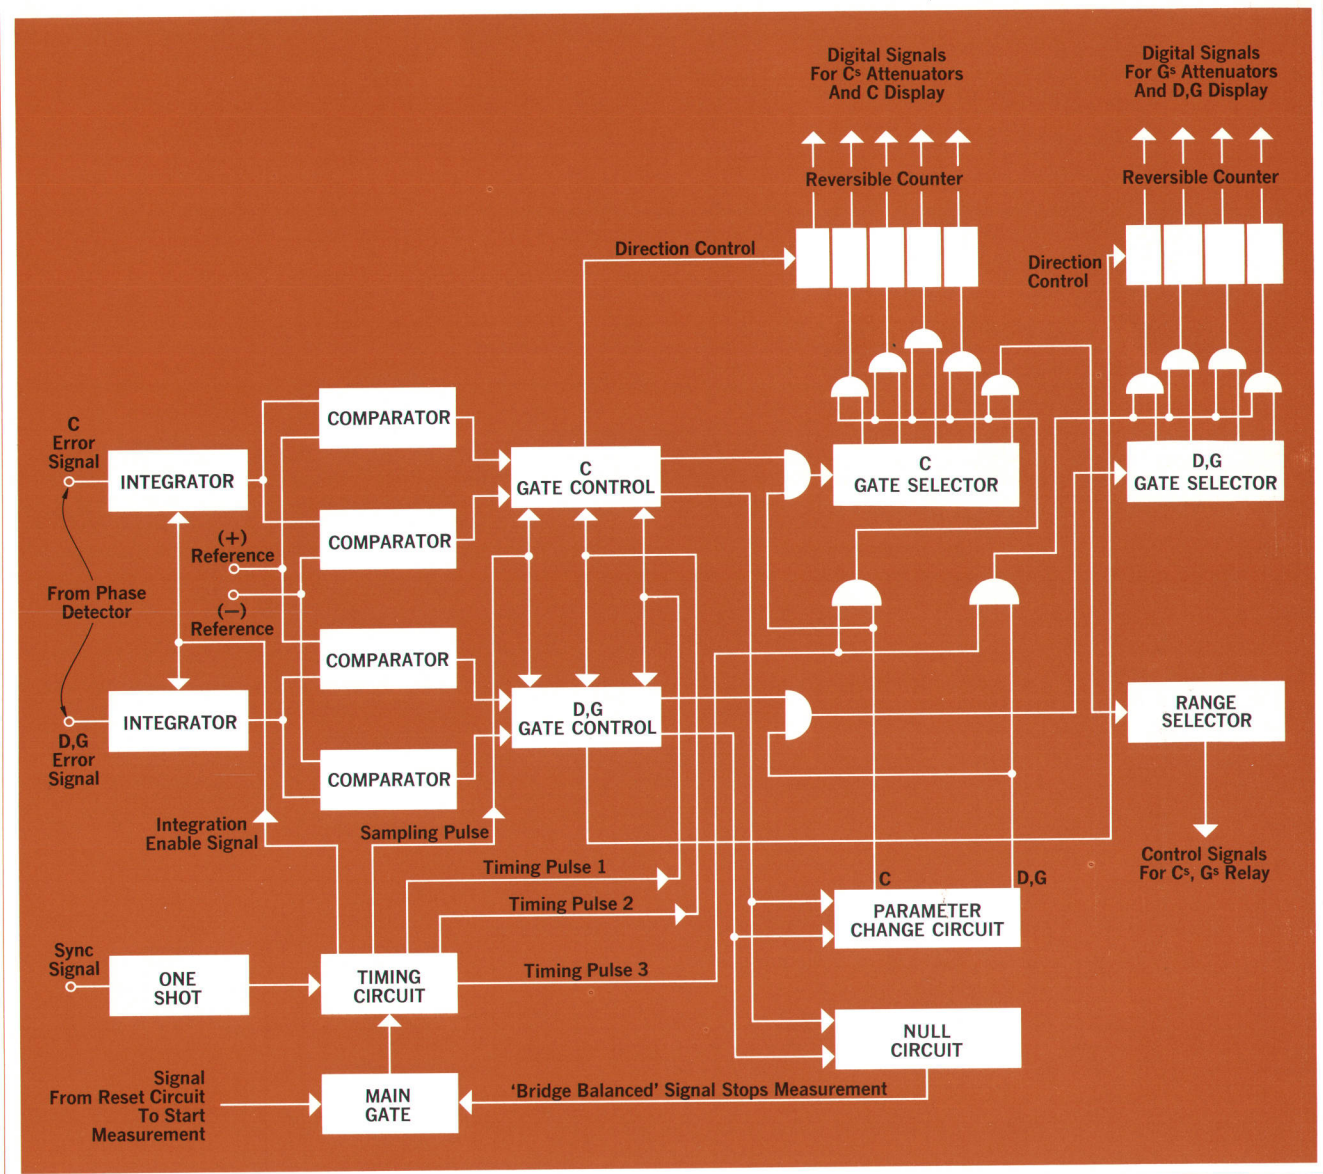 Digital Signals
For Cs Attenuators
And C Display
Digital Signals
For Gs Attenuators
And D,G Display
Reversible Counter
Reversible Counter
Direction Control
Direction
Control
C
Error
Signal
INTEGRATOR
COMPARATOR
C
GATE CONTROL
C
GATE SELECTOR
D,G
GATE SELECTOR
COMPARATOR
(+)
Reference
From Phase
Detector
(—)
Reference
COMPARATOR
INTEGRATOR
D,G
GATE CONTROL
RANGE
SELECTOR
D,G
Error
Signal
COMPARATOR
Integration
Enable Signal
Sampling Pulse
Timing Pulse 1
Timing Pulse 2
Control Signals
For Cs, Gs Relay
C
D,G
PARAMETER
CHANGE CIRCUIT
Sync
Signal
ONE
SHOT
TIMING
CIRCUIT
Timing Pulse 3
NULL
CIRCUIT
Signal
From Reset Circuit
To Start
Measurement
MAIN
GATE
‘Bridge Balanced’ Signal Stops Measurement